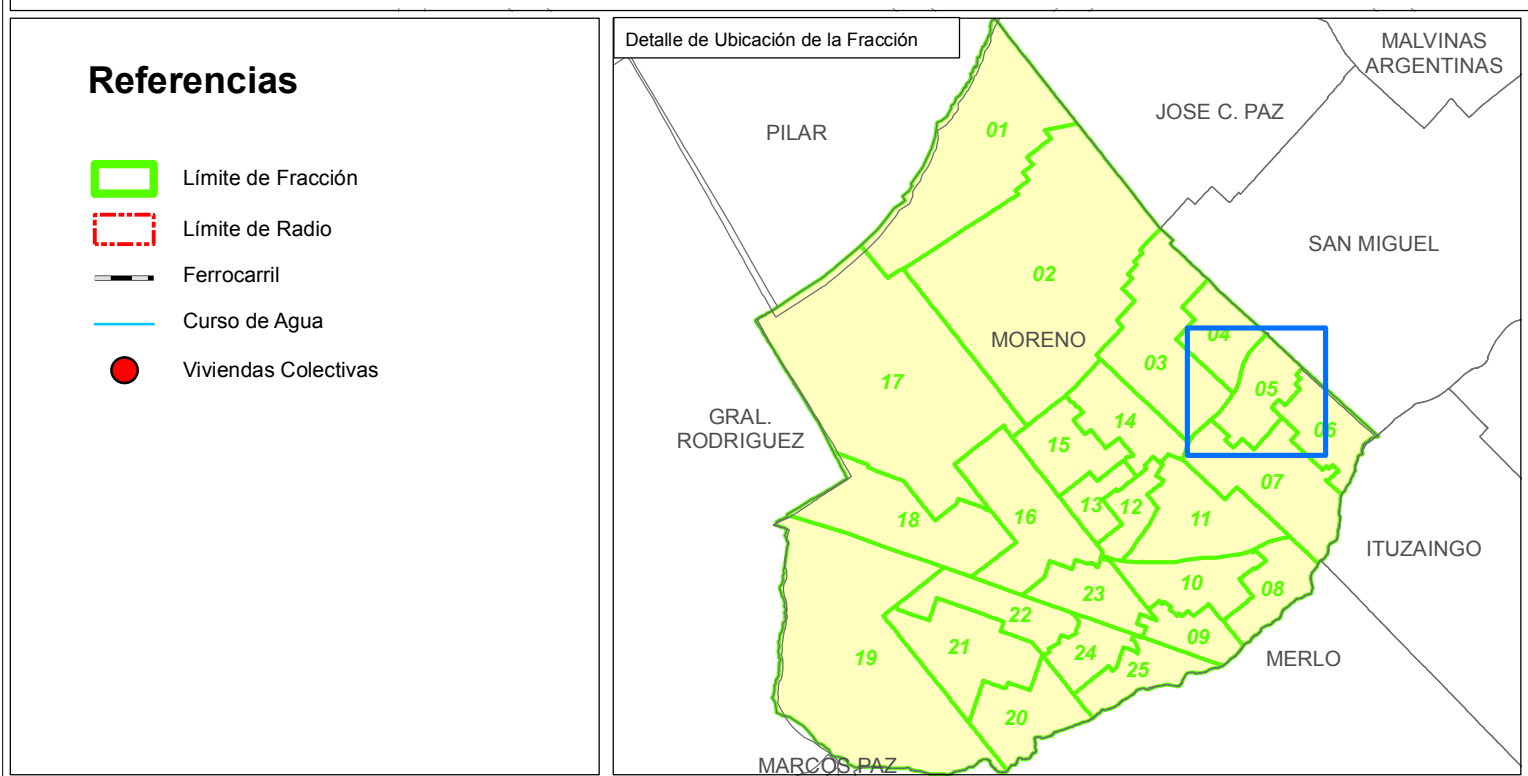 Referencias
Límite de Fracción
Límite de Radio
Ferrocarril
Curso de Agua
Viviendas Colectivas
Detalle de Ubicación de la Fracción
MALVINAS
ARGENTINAS
JOSE C. PAZ
PILAR
01
SAN MIGUEL
02
04
MORENO
03
17
05
GRAL.
RODRIGUEZ
14
06
15
07
13
12
16
11
18
ITUZAINGO
10
08
23
22
09
21
24
MERLO
19
25
20
MARCOS PAZ